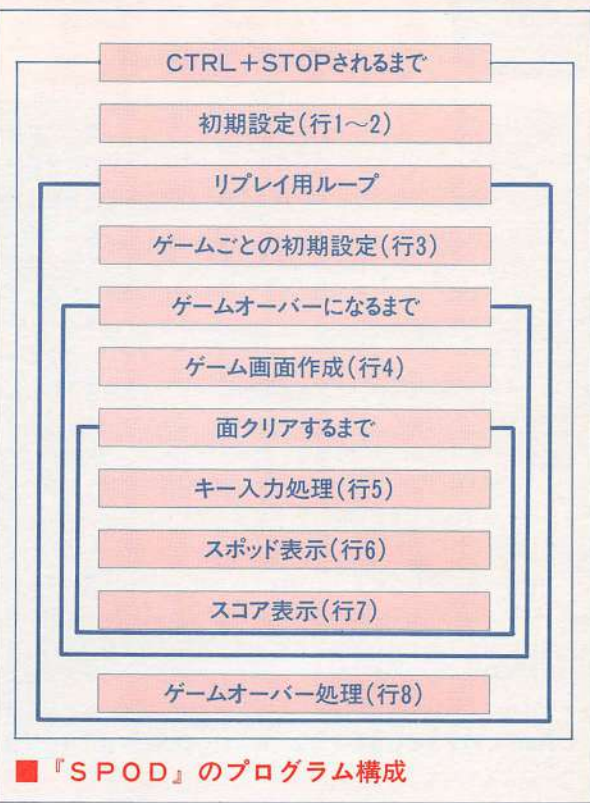 CTRL+STOPされるまで
初期設定(行1〜2)
リプレイ用ループ
ゲームごとの初期設定(行3)
ゲームオーバーになるまで
ゲーム画面作成(行4)
面クリアするまで
キー入力処理(行5)
スポッド表示(行6)
スコア表示(行7)
ゲームオーバー処理(行8)
■『SPOD』のプログラム構成